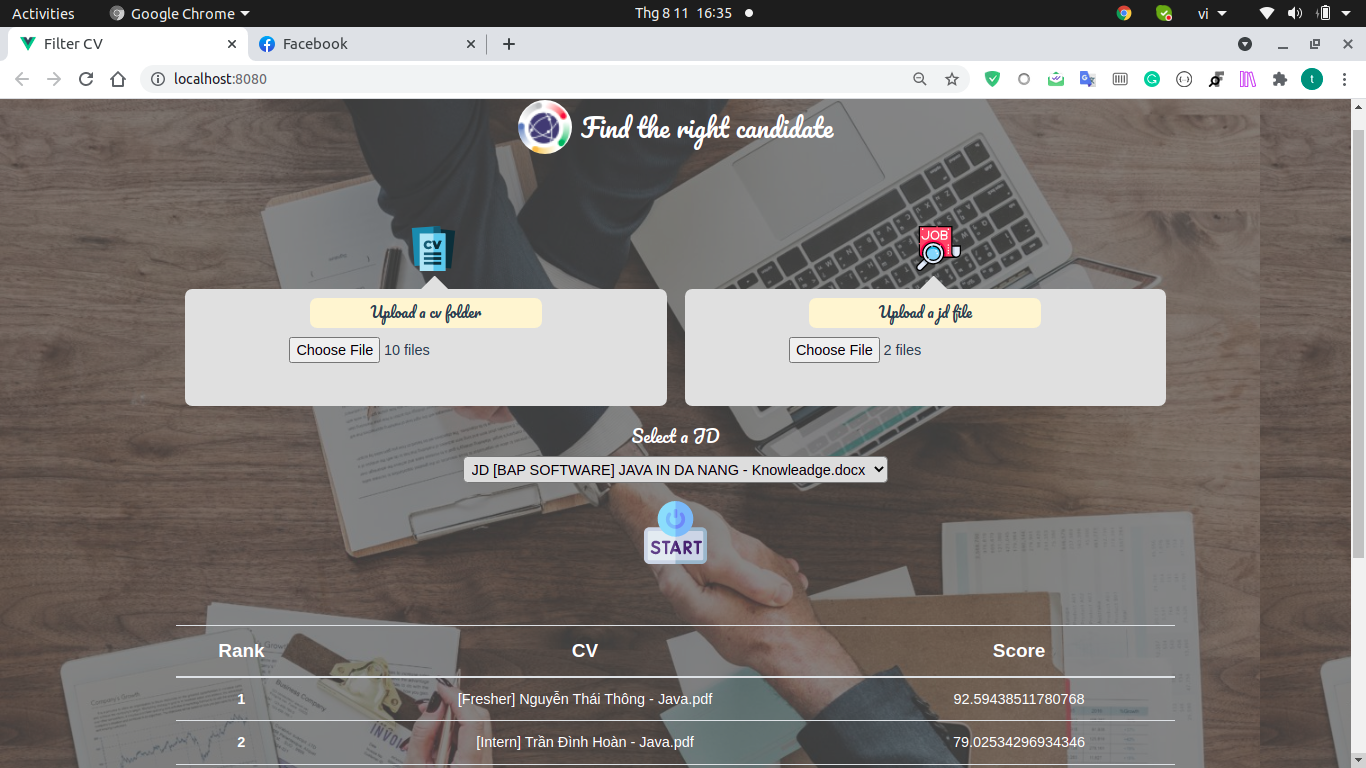 Activities
Google Chrome
Thg 8 11 16:35
vi
Filter CV
Facebook
localhost:8080
t
Find the right candidate
CV
JOB
Upload a cv folder
Upload a jd file
Choose File 10 files
Choose File 2 files
Select a JD
JD [BAP SOFTWARE] JAVA IN DA NANG - Knowleadge.docx
START
Rank CV Score
1 [Fresher] Nguyễn Thái Thông - Java.pdf 92.59438511780768
2 [Intern] Trần Đình Hoàn - Java.pdf 79.02534296934346